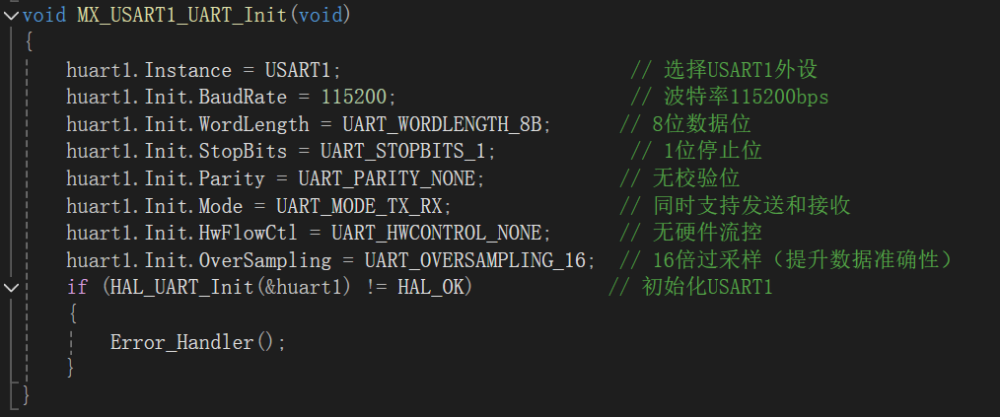 void MX_USART1_UART_Init(void)
{
huart1.Instance = USART1; // 选择USART1外设
huart1.Init.BaudRate = 115200; // 波特率115200bps
huart1.Init.WordLength = UART_WORDLENGTH_8B; // 8位数据位
huart1.Init.StopBits = UART_STOPBITS_1; // 1位停止位
huart1.Init.Parity = UART_PARITY_NONE; // 无校验位
huart1.Init.Mode = UART_MODE_TX_RX; // 同时支持发送和接收
huart1.Init.HwFlowCtl = UART_HWCONTROL_NONE; // 无硬件流控
huart1.Init.OverSampling = UART_OVERSAMPLING_16; // 16倍过采样（提升数据准确性）
if (HAL_UART_Init(&huart1) != HAL_OK) // 初始化USART1
{
Error_Handler();
}
}